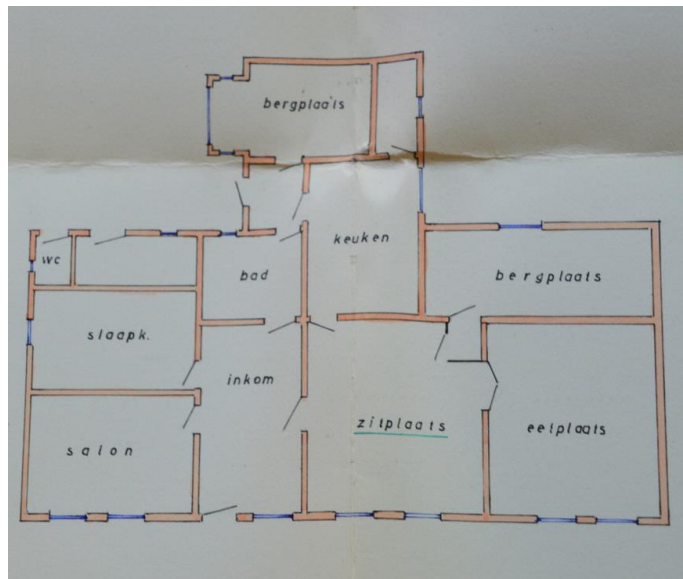 bergplaats
keuken
wc
bad
bergplaats
slaapk.
inkom
zitplaats
eetplaats
salon